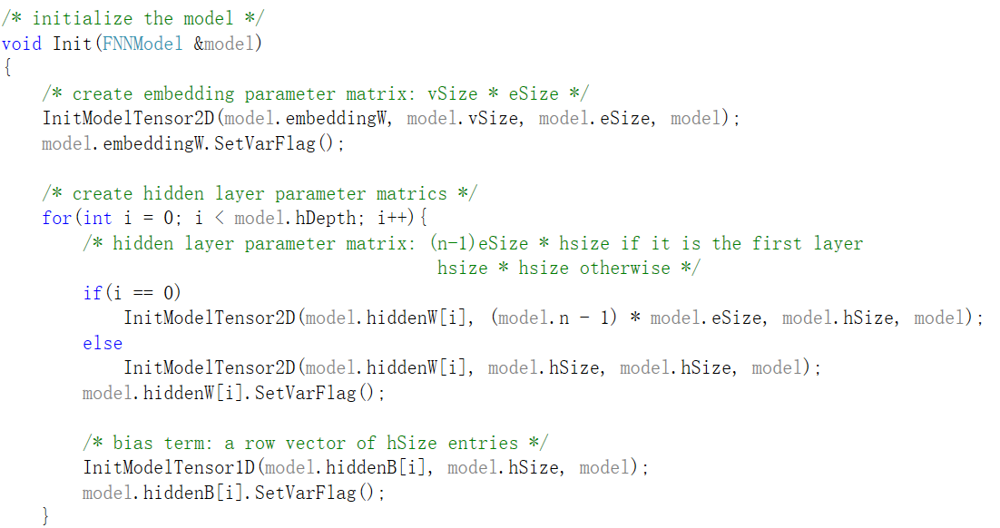 /* initialize the model */
void Init(FNNModel &model)
{
    /* create embedding parameter matrix: vSize * eSize */
    InitModelTensor2D(model.embeddingW, model.vSize, model.eSize, model);
    model.embeddingW.SetVarFlag();

    /* create hidden layer parameter matrics */
    for(int i = 0; i < model.hDepth; i++){
        /* hidden layer parameter matrix: (n-1)eSize * hsize if it is the first layer
                                           hsize * hsize otherwise */
        if(i == 0)
            InitModelTensor2D(model.hiddenW[i], (model.n - 1) * model.eSize, model.hSize, model);
        else
            InitModelTensor2D(model.hiddenW[i], model.hSize, model.hSize, model);
        model.hiddenW[i].SetVarFlag();

        /* bias term: a row vector of hSize entries */
        InitModelTensor1D(model.hiddenB[i], model.hSize, model);
        model.hiddenB[i].SetVarFlag();
    }